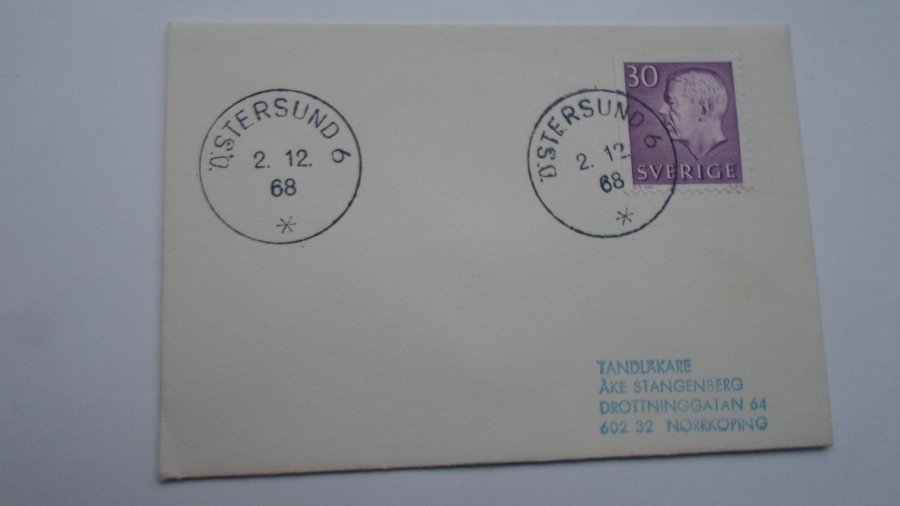 ÖSTERSUND 6
2. 12.
68
*
ÖSTERSUND 6
2. 12.
68
*
30
SVERIGE
TANDLÄKARE
ÅKE STANGENBERG
DROTTNINGGATAN 64
602 32 NORRKÖPING